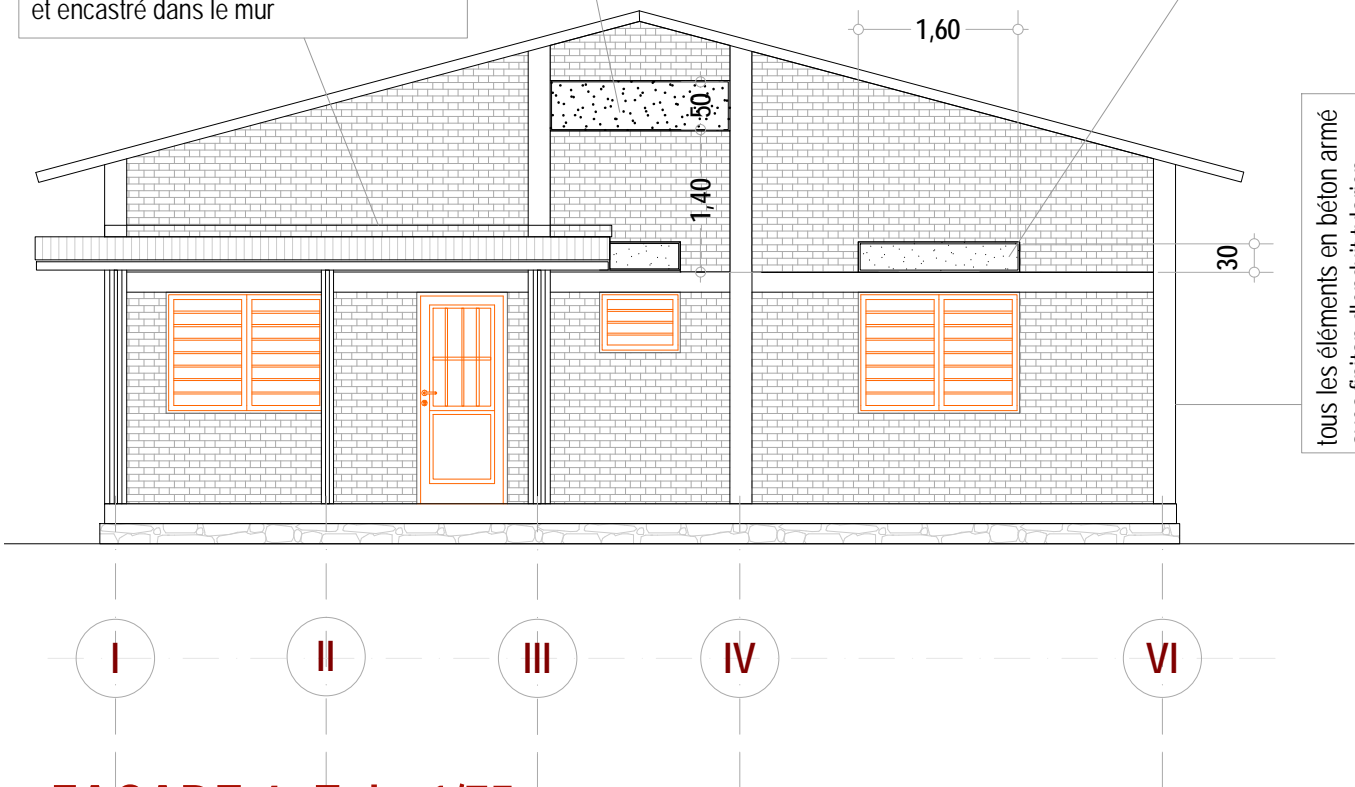 et encastré dans le mur
1,60
50
1,40
30
tous les éléments en béton armé
I
II
III
IV
VI